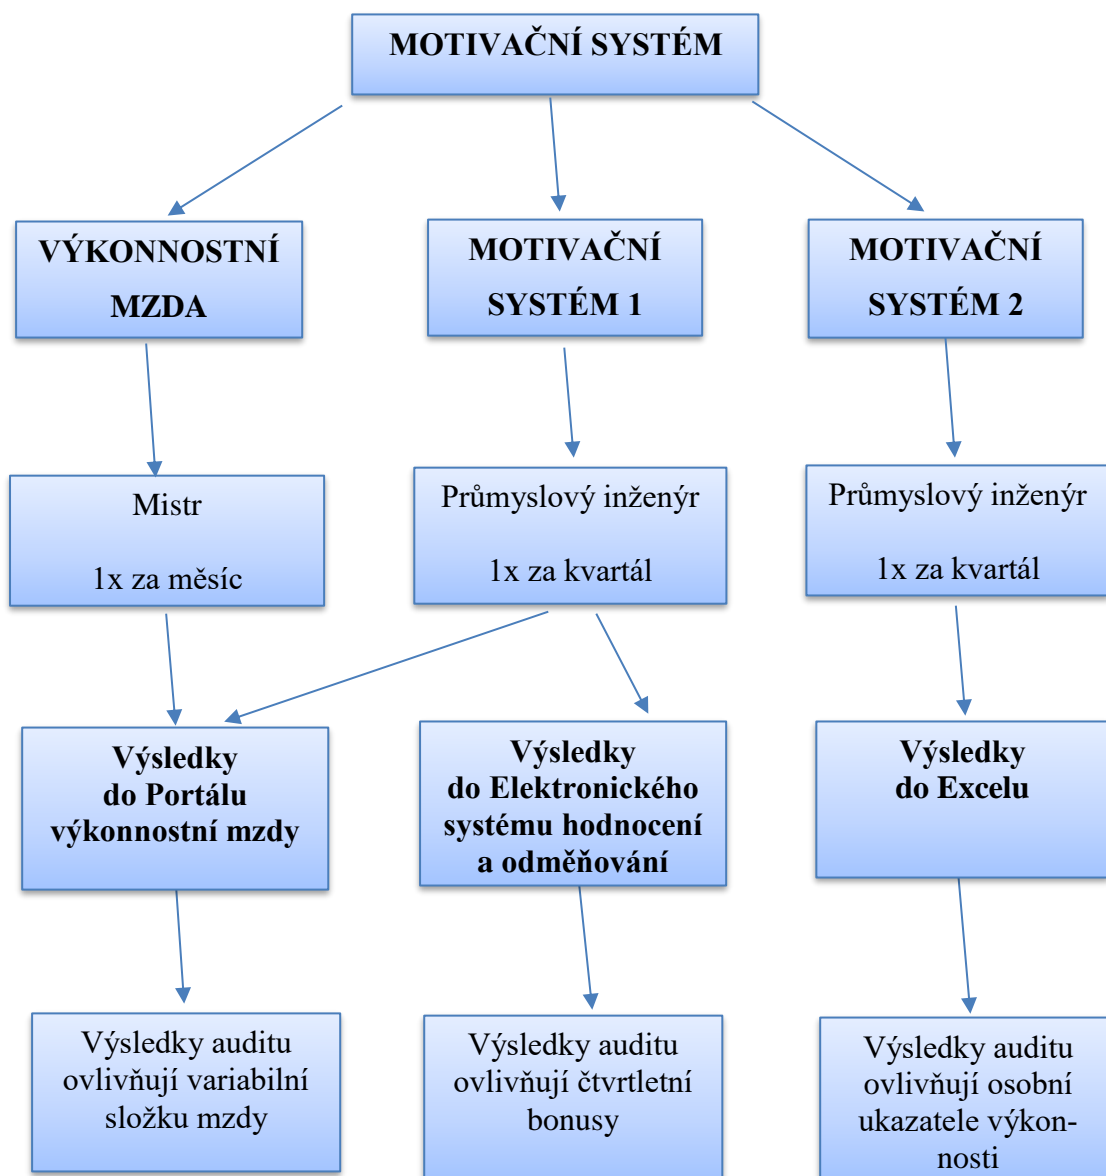 MOTIVAČNÍ SYSTÉM
VÝKONNOSTNÍ
MZDA
MOTIVAČNÍ
SYSTÉM 1
MOTIVAČNÍ
SYSTÉM 2
Mistr
1x za měsíc
Průmyslový inženýr
1x za kvartál
Průmyslový inženýr
1x za kvartál
Výsledky
do Portálu
výkonnostní mzdy
Výsledky
do Elektronického
systému hodnocení
a odměňování
Výsledky
do Excelu
Výsledky auditu
ovlivňují variabilní
složku mzdy
Výsledky auditu
ovlivňují čtvrtletní
bonusy
Výsledky auditu
ovlivňují osobní
ukazatele výkon-
nosti